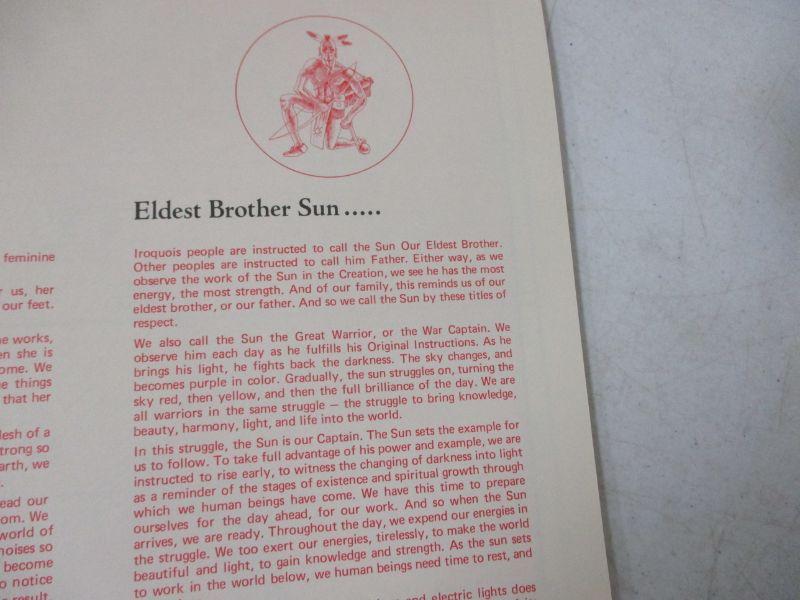 feminine
us, her
our feet.
works,
en she is
ome. We
things
that her
lesh of a
trong so
arth, we
ead our
om. We
world of
noises so
become
o notice
result
Eldest Brother Sun .....
Iroquois people are instructed to call the Sun Our Eldest Brother.
Other peoples are instructed to call him Father. Either way, as we
observe the work of the Sun in the Creation, we see he has the most
energy, the most strength. And of our family, this reminds us of our
eldest brother, or our father. And so we call the Sun by these titles of
respect.
We also call the Sun the Great Warrior, or the War Captain. We
observe him each day as he fulfills his Original Instructions. As he
brings his light, he fights back the darkness. The sky changes, and
becomes purple in color. Gradually, the sun struggles on, turning the
sky red, then yellow, and then the full brilliance of the day. We are
all warriors in the same struggle — the struggle to bring knowledge,
beauty, harmony, light, and life into the world.
In this struggle, the Sun is our Captain. The Sun sets the example for
us to follow. To take full advantage of his power and example, we are
instructed to rise early, to witness the changing of darkness into light
as a reminder of the stages of existence and spiritual growth through
which we human beings have come. We have this time to prepare
ourselves for the day ahead, for our work. And so when the Sun
arrives, we are ready. Throughout the day, we expend our energies in
the struggle. We too exert our energies, tirelessly, to make the world
beautiful and light, to gain knowledge and strength. As the sun sets
to work in the world below, we human beings need time to rest, and
and electric lights does